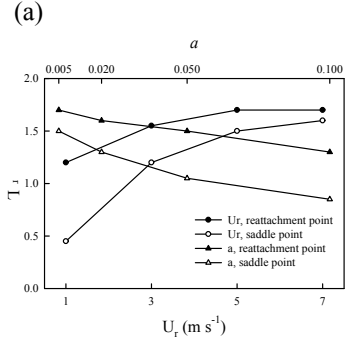 (a)
a
0.005 0.020 0.050 0.100
2.0
1.5
1.0
0.5
0.0
Ur, reattachment point
Ur, saddle point
a, reattachment point
a, saddle point
1 3 5 7
U_r (m s⁻¹)